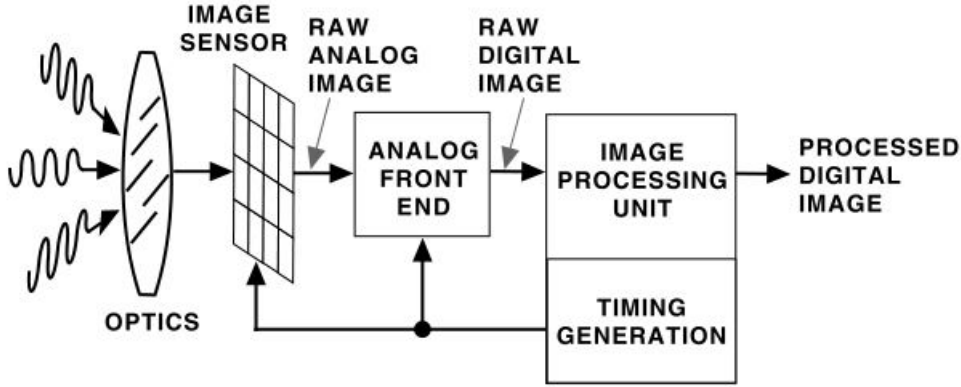 IMAGE
SENSOR
RAW
ANALOG
IMAGE
RAW
DIGITAL
IMAGE
ANALOG
FRONT
END
IMAGE
PROCESSING
UNIT
PROCESSED
DIGITAL
IMAGE
OPTICS
TIMING
GENERATION